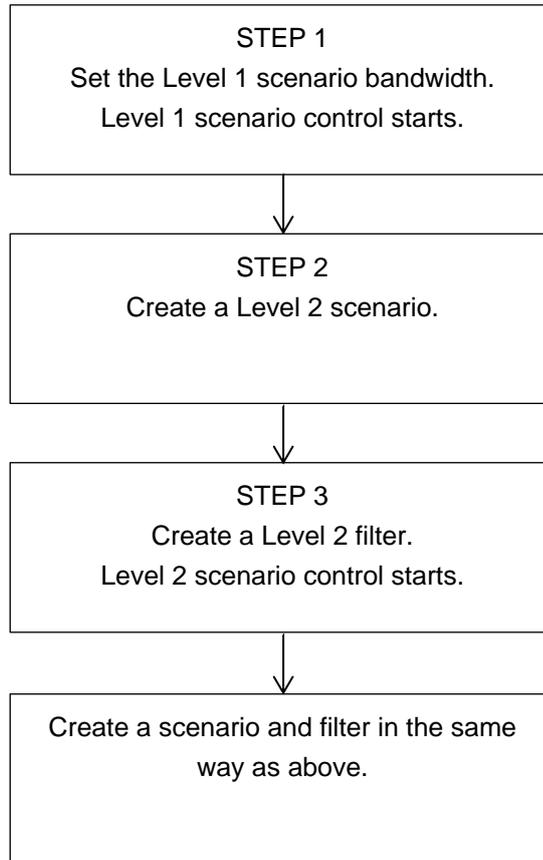 STEP 1
Set the Level 1 scenario bandwidth.
Level 1 scenario control starts.
STEP 2
Create a Level 2 scenario.
STEP 3
Create a Level 2 filter.
Level 2 scenario control starts.
Create a scenario and filter in the same
way as above.